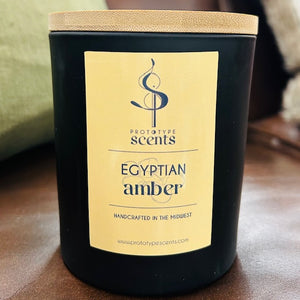 PROTOTYPE
scents
EGYPTIAN
amber
HANDCRAFTED IN THE MIDWEST
www.prototypescents.com